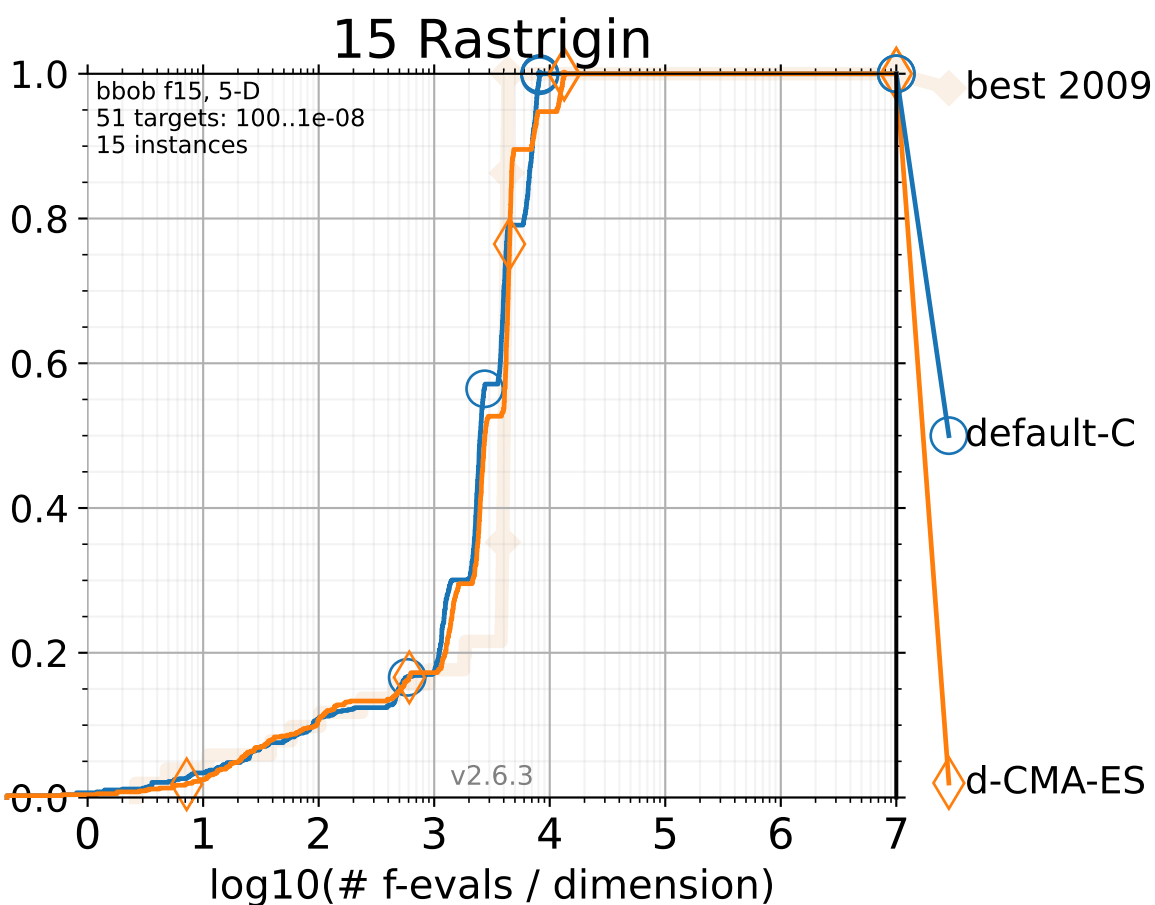 15 Rastrigin
1.0
bbob f15, 5-D
51 targets: 100..1e-08
15 instances
best 2009
0.8
0.6
default-C
0.4
0.2
v2.6.3
d-CMA-ES
0.0
0 1 2 3 4 5 6 7
log10(# f-evals / dimension)